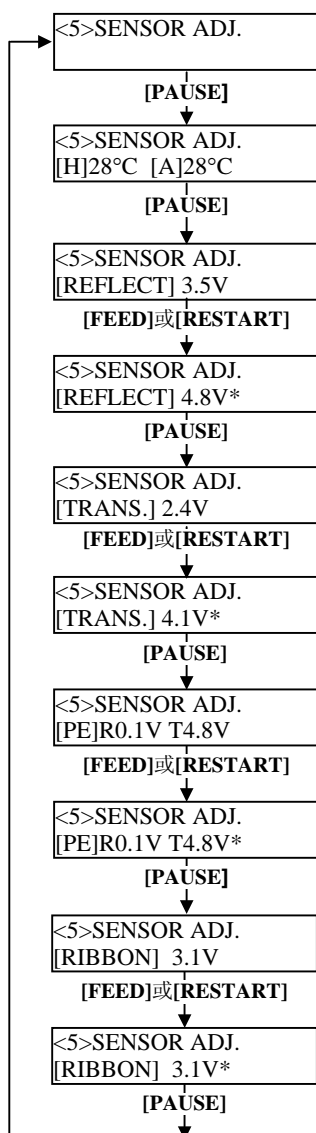 <5>SENSOR ADJ.
[PAUSE]
<5>SENSOR ADJ.
[H]28°C [A]28°C
[PAUSE]
<5>SENSOR ADJ.
[REFLECT] 3.5V
[FEED]或[RESTART]
<5>SENSOR ADJ.
[REFLECT] 4.8V*
[PAUSE]
<5>SENSOR ADJ.
[TRANS.] 2.4V
[FEED]或[RESTART]
<5>SENSOR ADJ.
[TRANS.] 4.1V*
[PAUSE]
<5>SENSOR ADJ.
[PE]R0.1V T4.8V
[FEED]或[RESTART]
<5>SENSOR ADJ.
[PE]R0.1V T4.8V*
[PAUSE]
<5>SENSOR ADJ.
[RIBBON] 3.1V
[FEED]或[RESTART]
<5>SENSOR ADJ.
[RIBBON] 3.1V*
[PAUSE]